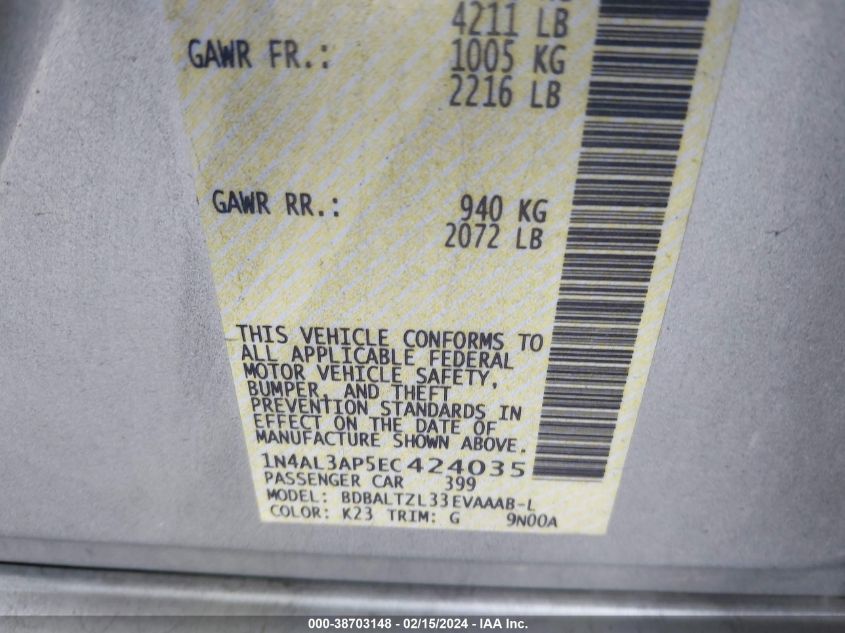 4211 LB
GAWR FR.: 1005 KG
2216 LB
GAWR RR.: 940 KG
2072 LB
THIS VEHICLE CONFORMS TO
ALL APPLICABLE FEDERAL
MOTOR VEHICLE SAFETY,
BUMPER, AND THEFT
PREVENTION STANDARDS IN
EFFECT ON THE DATE OF
MANUFACTURE SHOWN ABOVE.
1N4AL3AP5EC424035
PASSENGER CAR 399
MODEL: BDBALTZL33EVAAAB-L
COLOR: K23 TRIM: G 9N00A
000-38703148 - 02/15/2024 - IAA Inc.